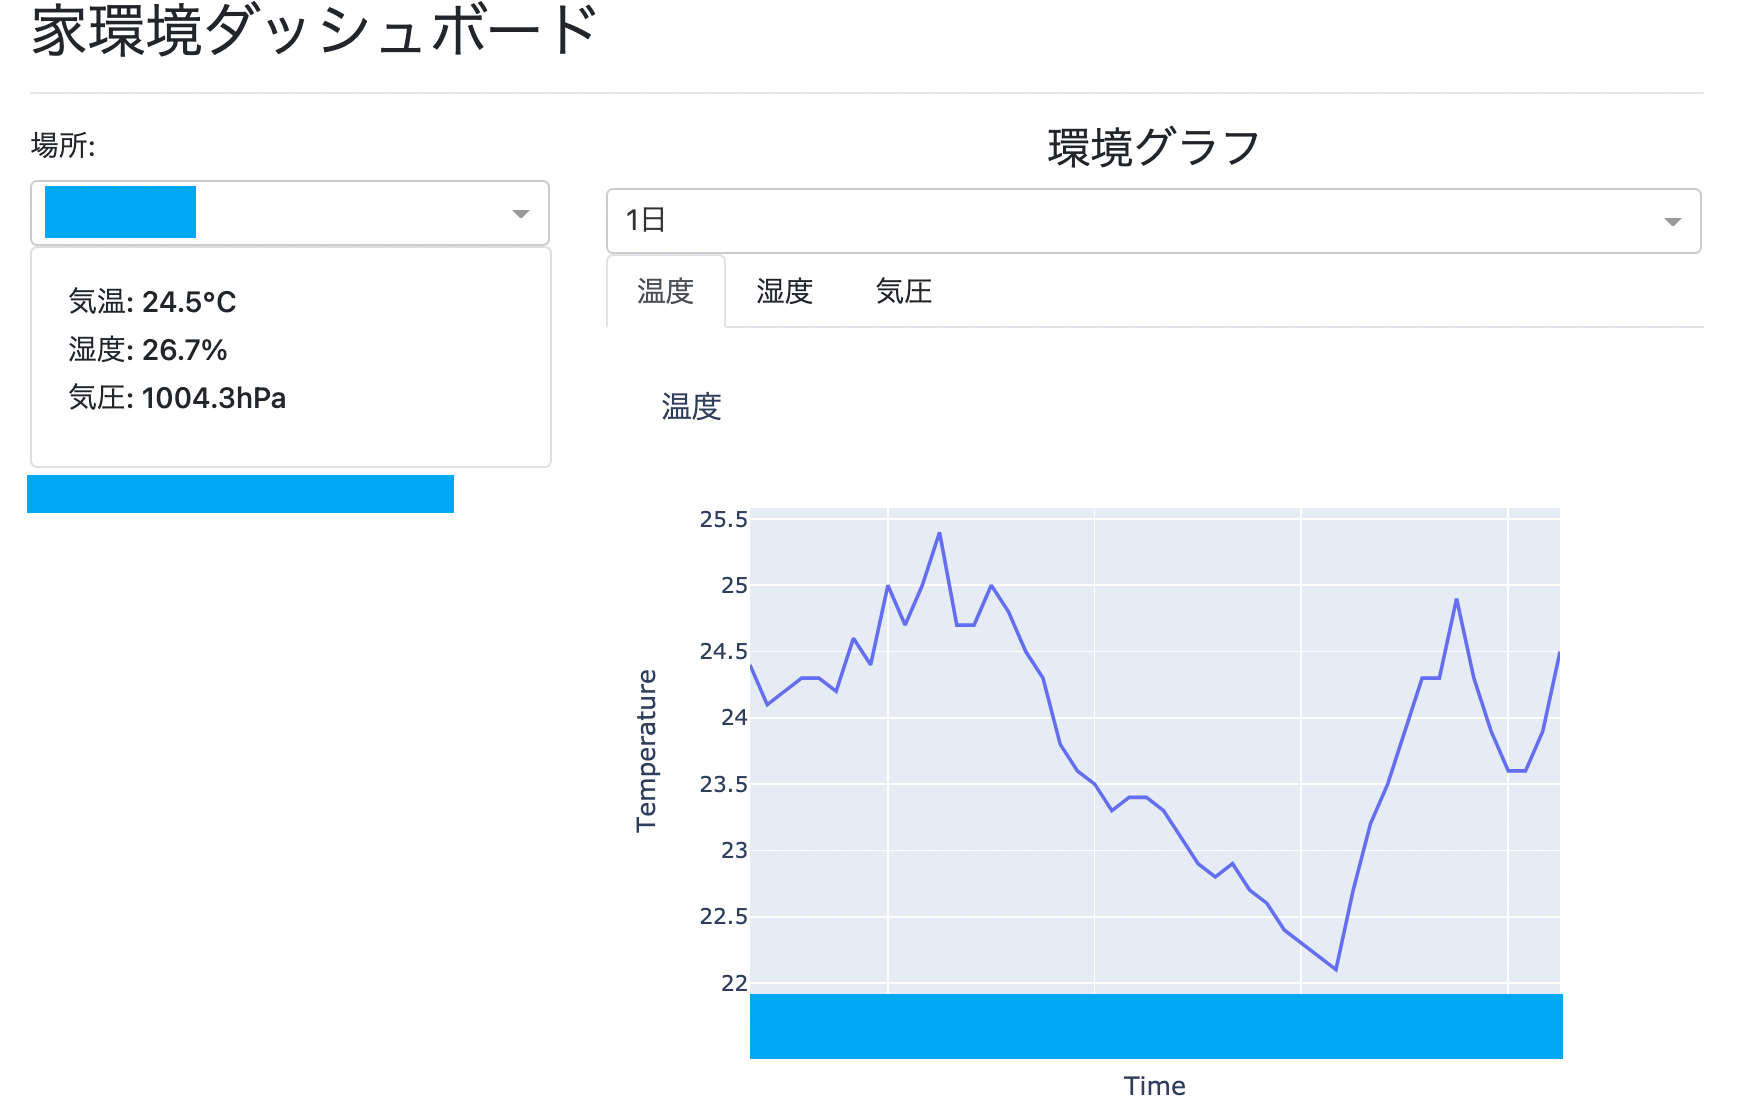 家環境ダッシュボード
場所:
気温: 24.5°C
湿度: 26.7%
気圧: 1004.3hPa
環境グラフ
1日
温度 湿度 気圧
温度
25.5
25
24.5
24
23.5
23
22.5
22
Temperature
Time